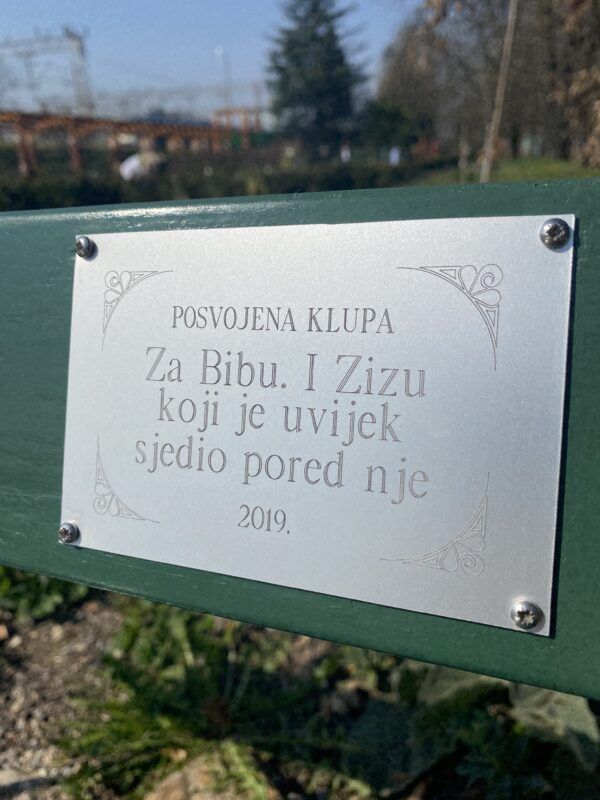 POSVOJENA KLUPA
Za Bibu. I Zizu
koji je uvijek
sjedio pored nje
2019.